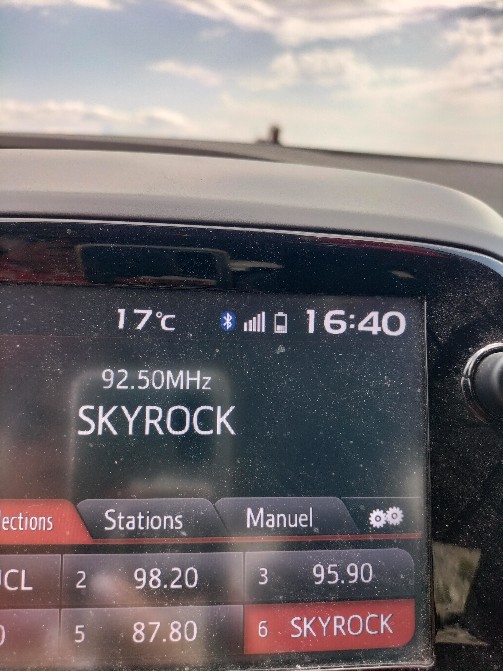 17°C 16:40
92.50MHz
SKYROCK
Stations Manuel
2 98.20 3 95.90
5 87.80 6 SKYROCK